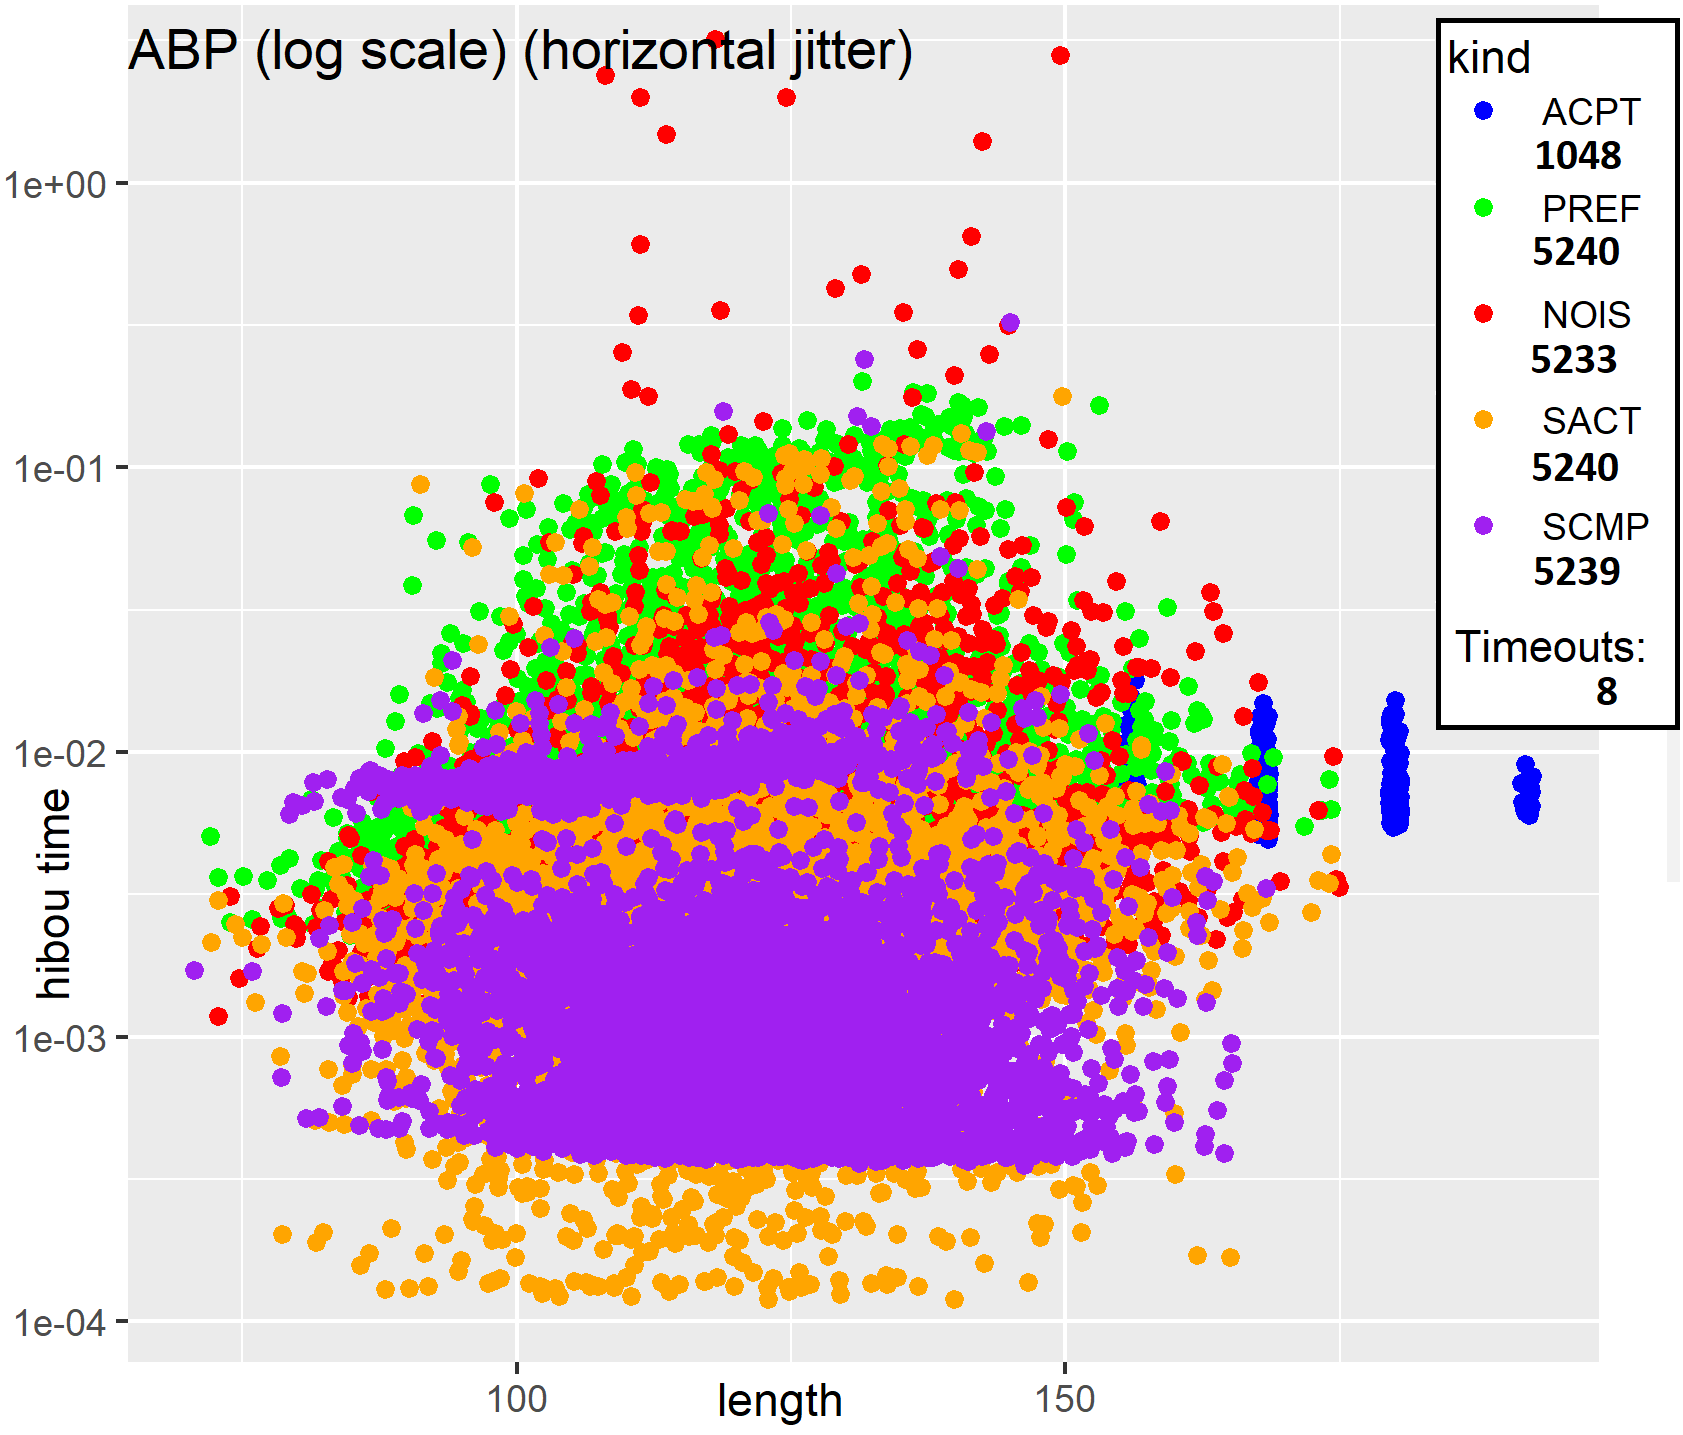 ABP (log scale) (horizontal jitter)
kind
ACPT
1048
PREF
5240
NOIS
5233
SACT
5240
SCMP
5239
Timeouts:
8
1e+00
1e-01
1e-02
1e-03
1e-04
hibou time
100
150
length